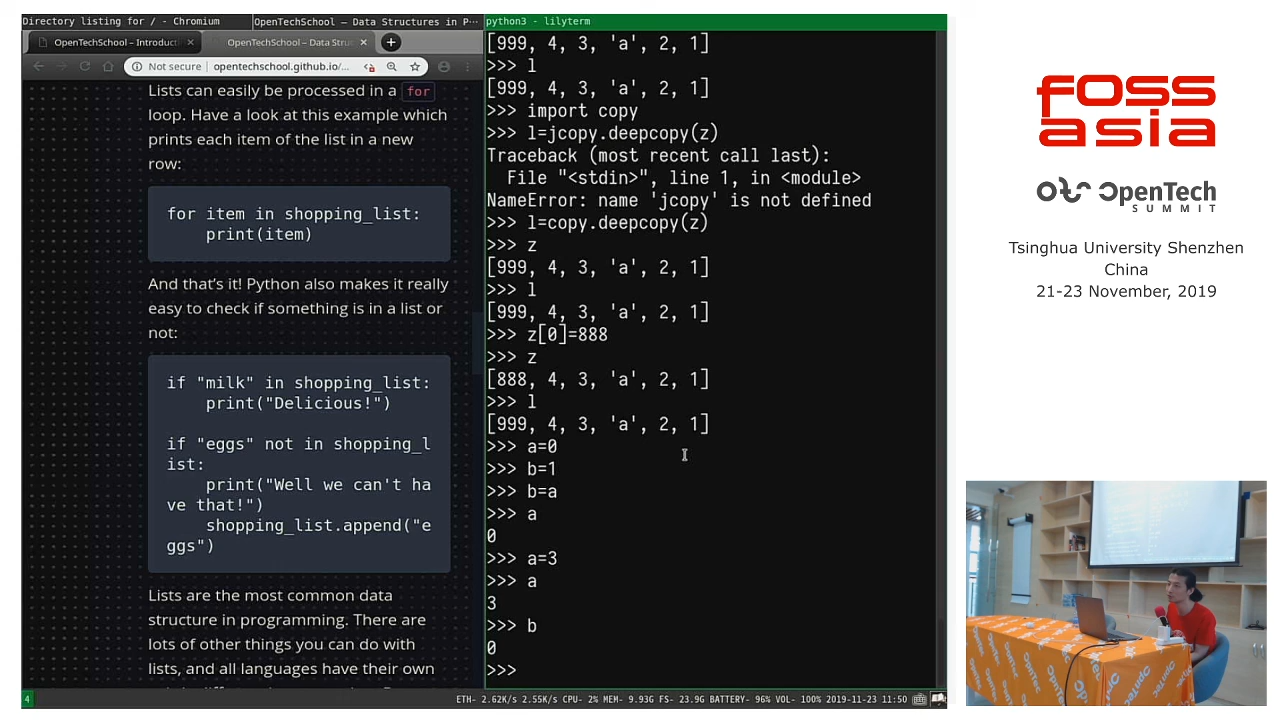 Directory listing for / - Chromium
OpenTechSchool – Data Structures in P···
python3 - lilyterm
OpenTechSchool – Introduct
OpenTechSchool – Data Struc
Not secure | opentechschool.github.io/...
Lists can easily be processed in a for
loop. Have a look at this example which
prints each item of the list in a new
row:
for item in shopping_list:
    print(item)
And that's it! Python also makes it really
easy to check if something is in a list or
not:
if "milk" in shopping_list:
    print("Delicious!")
if "eggs" not in shopping_l
ist:
    print("Well we can't ha
ve that!")
    shopping_list.append("e
ggs")
Lists are the most common data
structure in programming. There are
lots of other things you can do with
lists, and all languages have their own
[999, 4, 3, 'a', 2, 1]
>>> l
[999, 4, 3, 'a', 2, 1]
>>> import copy
>>> l=jcopy.deepcopy(z)
Traceback (most recent call last):
  File "<stdin>", line 1, in <module>
NameError: name 'jcopy' is not defined
>>> l=copy.deepcopy(z)
>>> z
[999, 4, 3, 'a', 2, 1]
>>> l
[999, 4, 3, 'a', 2, 1]
>>> z[0]=888
>>> z
[888, 4, 3, 'a', 2, 1]
>>> l
[999, 4, 3, 'a', 2, 1]
>>> a=0
>>> b=1
>>> b=a
>>> a
0
>>> a=3
>>> a
3
>>> b
0
>>>
4
ETH- 2.62K/s 2.55K/s CPU- 2% MEM- 9.93G FS- 23.9G BATTERY- 96% VOL- 100% 2019-11-23 11:50
FOSS
ASIA
OpenTech
SUMMIT
Tsinghua University Shenzhen
China
21-23 November, 2019